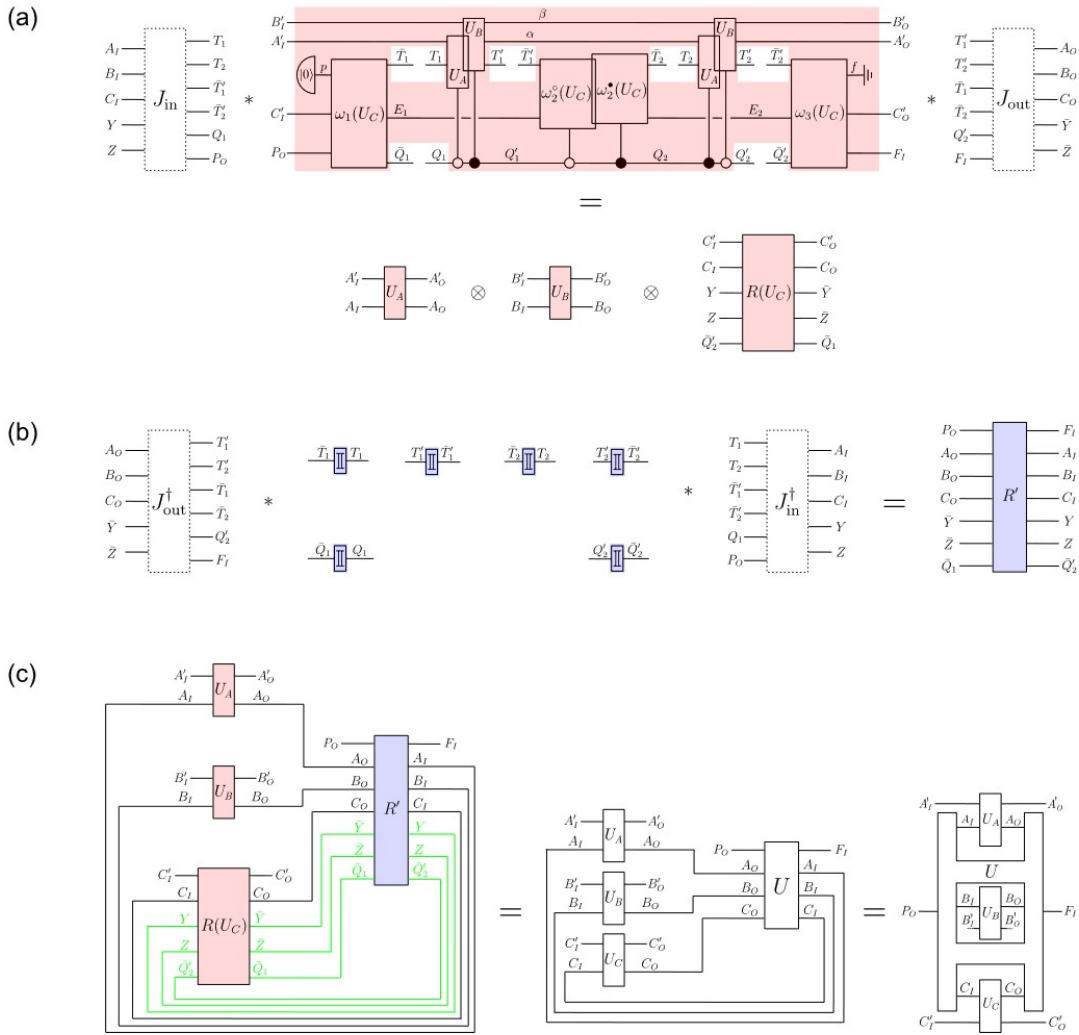 (a)
B′_I β B′_O
A′_I α A′_O
A_I B_I C_I Y Z
J_in
T_1 T_2 T̄′_1 T̄′_2 Q_1 P_O
*
|0⟩ p ω_1(U_C) T̄_1 T_1 U_A U_B T′_1 T̄′_1 ω_2°(U_C) ω_2•(U_C) T̄_2 T_2 U_A U_B T′_2 T̄′_2 ω_3(U_C) f
C′_I E_1 E_2 C′_O
P_O Q̄_1 Q_1 Q′_1 Q_2 Q′_2 Q̄′_2 F_I
*
T′_1 T′_2 T̄_1 T̄_2 Q′_2 F_I
J_out
A_O B_O C_O Ȳ Z̄
=
A′_I A_I U_A A′_O A_O
⊗
B′_I B_I U_B B′_O B_O
⊗
C′_I C_I Y Z Q̄′_2 R(U_C) C′_O C_O Ȳ Z̄ Q̄_1
(b)
A_O B_O C_O Ȳ Z̄
J†_out
T′_1 T′_2 T̄_1 T̄_2 Q′_2 F_I
*
T̄_1 𝕀 T_1 T′_1 𝕀 T̄′_1 T̄_2 𝕀 T_2 T′_2 𝕀 T̄′_2
Q̄_1 𝕀 Q_1 Q′_2 𝕀 Q̄′_2
*
T_1 T_2 T̄′_1 T̄′_2 Q_1 P_O
J†_in
A_I B_I C_I Y Z
=
P_O A_O B_O C_O Ȳ Z̄ Q̄_1 R′ F_I A_I B_I C_I Y Z Q̄′_2
(c)
A′_I A_I U_A A′_O A_O
B′_I B_I U_B B′_O B_O
C′_I C_I Y Z Q̄′_2 R(U_C) C′_O C_O Ȳ Z̄ Q̄_1
P_O A_O B_O C_O Ȳ Z̄ Q̄_1 R′ F_I A_I B_I C_I Y Z Q̄′_2
=
A′_I A_I U_A A′_O A_O
B′_I B_I U_B B′_O B_O
C′_I C_I U_C C′_O C_O
P_O A_O B_O C_O U F_I A_I B_I C_I
=
A′_I U_A A′_O
A_I A_O
U
P_O B_I U_B B_O F_I
B′_I B′_O
C_I C_O
C′_I U_C C′_O